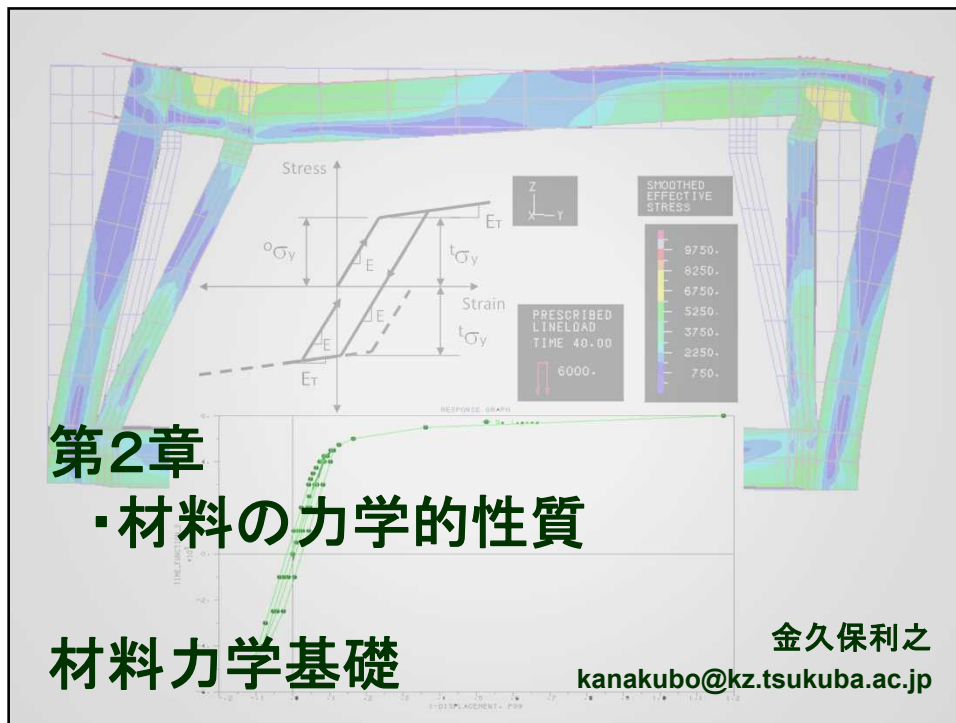 Stress
Z
X Y
SMOOTHED
EFFECTIVE
STRESS
9750.
8250.
6750.
5250.
3750.
2250.
750.
ET
oσy
E
tσy
Strain
E
E
tσy
ET
PRESCRIBED
LINELOAD
TIME 40.00
6000.
RESPONSE GRAPH
第2章
・材料の力学的性質
材料力学基礎
金久保利之
kanakubo@kz.tsukuba.ac.jp